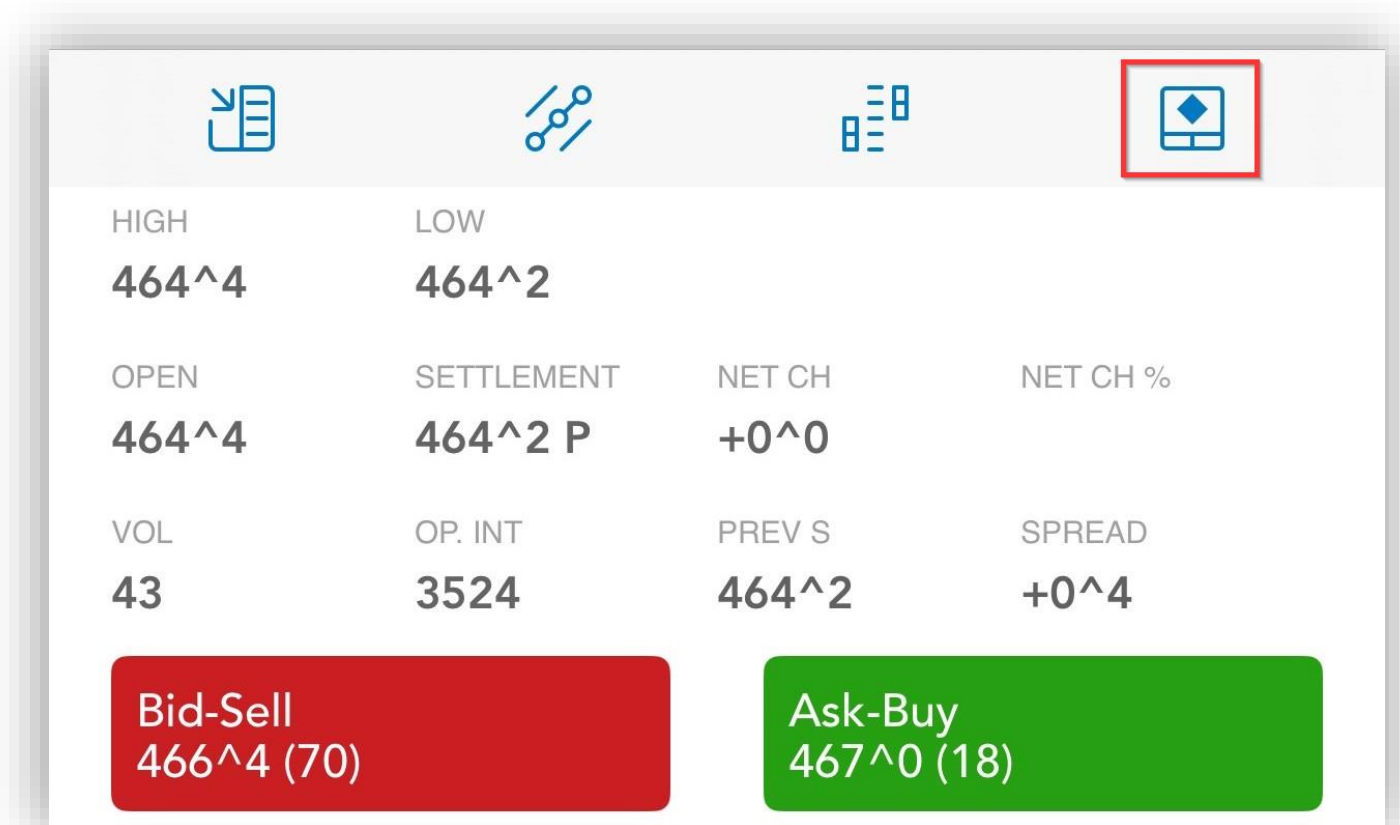 HIGH LOW
464^4 464^2
OPEN SETTLEMENT NET CH NET CH %
464^4 464^2 P +0^0
VOL OP. INT PREV S SPREAD
43 3524 464^2 +0^4
Bid-Sell Ask-Buy
466^4 (70) 467^0 (18)